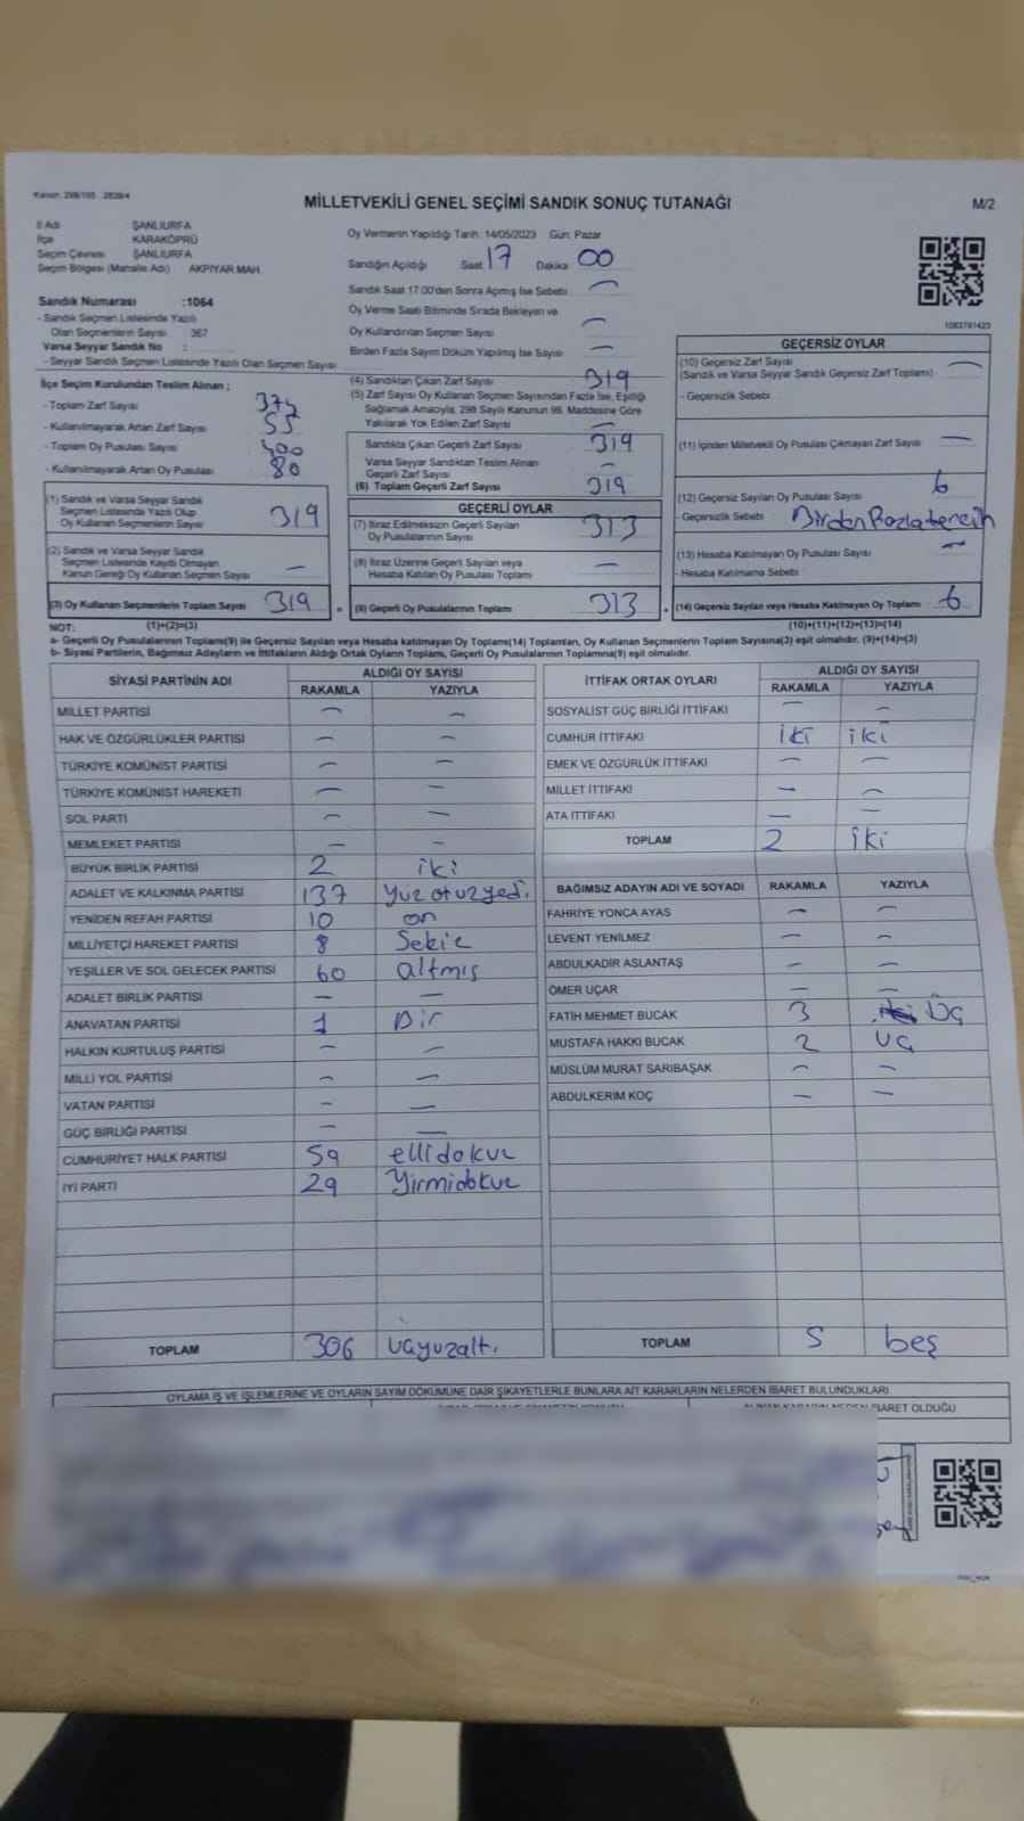 MİLLETVEKİLİ GENEL SEÇİMİ SANDIK SONUÇ TUTANAĞI
M/2
İl Adı ŞANLIURFA
İlçe KARAKÖPRÜ
Seçim Çevresi ŞANLIURFA
Seçim Bölgesi (Mahalle Adı) AKPIYAR MAH.
Sandık Numarası :1064
- Sandık Seçmen Listesinde Yazılı
Olan Seçmenlerin Sayısı 367
Varsa Seyyar Sandık No :
- Seyyar Sandık Seçmen Listesinde Yazılı Olan Seçmen Sayısı
Oy Vermenin Yapıldığı Tarih: 14/05/2023 Gün: Pazar
Sandığın Açıldığı Saat 17 Dakika 00
Sandık Saat 17.00'den Sonra Açılmış İse Sebebi —
Oy Verme Saati Bitiminde Sırada Bekleyen ve
Oy Kullandırılan Seçmen Sayısı —
Birden Fazla Sayım Döküm Yapılmış İse Sayısı —
1083791423
İlçe Seçim Kurulundan Teslim Alınan ;
- Toplam Zarf Sayısı 374
- Kullanılmayarak Artan Zarf Sayısı 55
- Toplam Oy Pusulası Sayısı 400
- Kullanılmayarak Artan Oy Pusulası 80
(1) Sandık ve Varsa Seyyar Sandık
Seçmen Listesinde Yazılı Olup
Oy Kullanan Seçmenlerin Sayısı 319
(2) Sandık ve Varsa Seyyar Sandık
Seçmen Listesinde Kayıtlı Olmayan
Kanun Gereği Oy Kullanan Seçmen Sayısı —
(3) Oy Kullanan Seçmenlerin Toplam Sayısı 319
(4) Sandıktan Çıkan Zarf Sayısı 319
(5) Zarf Sayısı Oy Kullanan Seçmen Sayısından Fazla İse, Eşitliği
Sağlamak Amacıyla, 298 Sayılı Kanunun 98. Maddesine Göre
Yakılarak Yok Edilen Zarf Sayısı —
Sandıkta Çıkan Geçerli Zarf Sayısı 319
Varsa Seyyar Sandıktan Teslim Alınan
Geçerli Zarf Sayısı —
(6) Toplam Geçerli Zarf Sayısı 319
GEÇERLİ OYLAR
(7) İtiraz Edilmeksizin Geçerli Sayılan
Oy Pusulalarının Sayısı 313
(8) İtiraz Üzerine Geçerli Sayılan veya
Hesaba Katılan Oy Pusulası Toplamı —
(9) Geçerli Oy Pusulalarının Toplamı 313
GEÇERSİZ OYLAR
(10) Geçersiz Zarf Sayısı
(Sandık ve Varsa Seyyar Sandık Geçersiz Zarf Toplamı) —
- Geçersizlik Sebebi
(11) İçinden Milletvekili Oy Pusulası Çıkmayan Zarf Sayısı —
(12) Geçersiz Sayılan Oy Pusulası Sayısı 6
- Geçersizlik Sebebi Birden Fazla tercih
(13) Hesaba Katılmayan Oy Pusulası Sayısı —
- Hesaba Katılmama Sebebi
(14) Geçersiz Sayılan veya Hesaba Katılmayan Oy Toplamı 6
NOT: (1)+(2)=(3) (10)+(11)+(12)+(13)=(14)
a- Geçerli Oy Pusulalarının Toplamı(9) ile Geçersiz Sayılan veya Hesaba katılmayan Oy Toplamı(14) Toplamları, Oy Kullanan Seçmenlerin Toplam Sayısına(3) eşit olmalıdır. (9)+(14)=(3)
b- Siyasi Partilerin, Bağımsız Adayların ve İttifakların Aldığı Ortak Oyların Toplamı, Geçerli Oy Pusulalarının Toplamına(9) eşit olmalıdır.
SİYASİ PARTİNİN ADI ALDIĞI OY SAYISI
RAKAMLA YAZIYLA
MİLLET PARTİSİ — —
HAK VE ÖZGÜRLÜKLER PARTİSİ — —
TÜRKİYE KOMÜNİST PARTİSİ — —
TÜRKİYE KOMÜNİST HAREKETİ — —
SOL PARTİ — —
MEMLEKET PARTİSİ — —
BÜYÜK BİRLİK PARTİSİ 2 iki
ADALET VE KALKINMA PARTİSİ 137 Yüz otuzyedi.
YENİDEN REFAH PARTİSİ 10 on
MİLLİYETÇİ HAREKET PARTİSİ 8 Sekiz
YEŞİLLER VE SOL GELECEK PARTİSİ 60 altmış
ADALET BİRLİK PARTİSİ — —
ANAVATAN PARTİSİ 1 Bir
HALKIN KURTULUŞ PARTİSİ — —
MİLLİ YOL PARTİSİ — —
VATAN PARTİSİ — —
GÜÇ BİRLİĞİ PARTİSİ — —
CUMHURİYET HALK PARTİSİ 59 ellidokuz
İYİ PARTİ 29 Yirmidokuz
TOPLAM 306 üçyüzaltı.
İTTİFAK ORTAK OYLARI ALDIĞI OY SAYISI
RAKAMLA YAZIYLA
SOSYALİST GÜÇ BİRLİĞİ İTTİFAKI — —
CUMHUR İTTİFAKI iki iki
EMEK VE ÖZGÜRLÜK İTTİFAKI — —
MİLLET İTTİFAKI — —
ATA İTTİFAKI — —
TOPLAM 2 İki
BAĞIMSIZ ADAYIN ADI VE SOYADI RAKAMLA YAZIYLA
FAHRİYE YONCA AYAS — —
LEVENT YENİLMEZ — —
ABDULKADİR ASLANTAŞ — —
ÖMER UÇAR — —
FATİH MEHMET BUCAK 3 Üç
MUSTAFA HAKKI BUCAK 2 üç
MÜSLÜM MURAT SARIBAŞAK — —
ABDULKERİM KOÇ — —
TOPLAM 5 beş
OYLAMA İŞ VE İŞLEMLERİNE VE OYLARIN SAYIM DÖKÜMÜNE DAİR ŞİKAYETLERLE BUNLARA AİT KARARLARIN NELERDEN İBARET BULUNDUKLARI